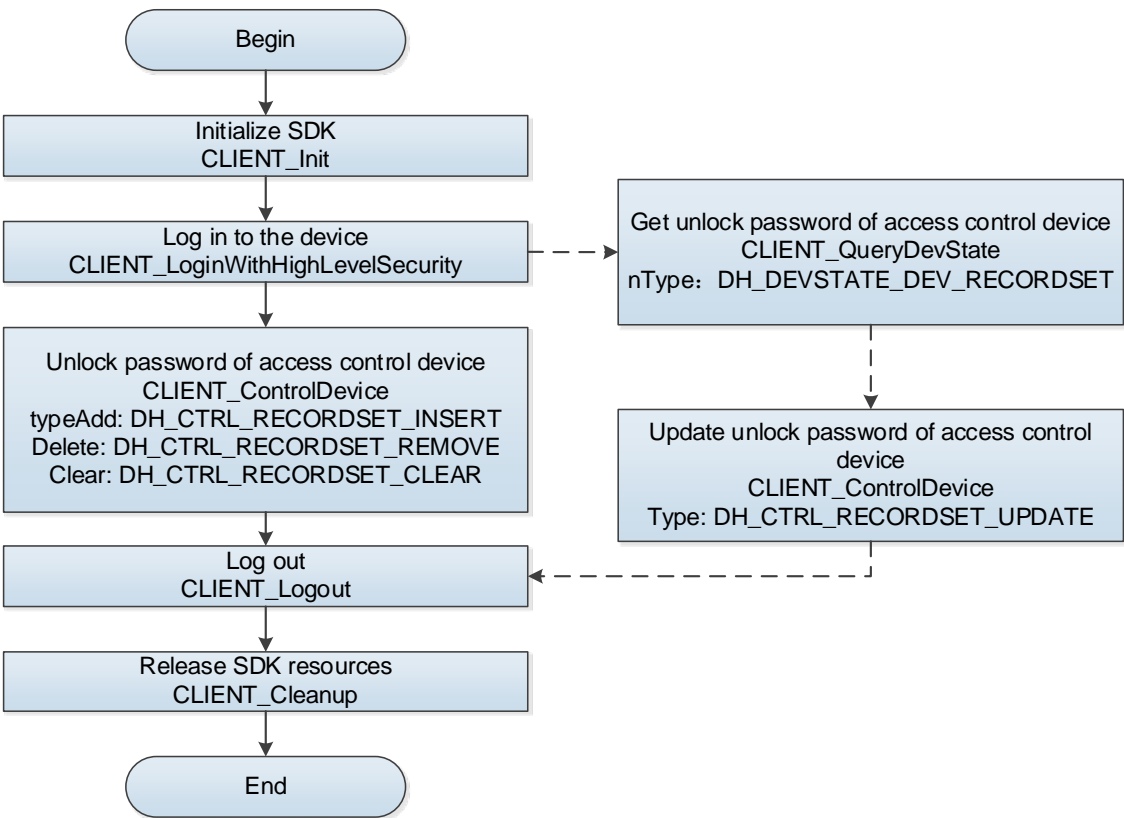 Begin
Initialize SDK
CLIENT_Init
Log in to the device
CLIENT_LoginWithHighLevelSecurity
Get unlock password of access control device
CLIENT_QueryDevState
nType：DH_DEVSTATE_DEV_RECORDSET
Unlock password of access control device
CLIENT_ControlDevice
typeAdd: DH_CTRL_RECORDSET_INSERT
Delete: DH_CTRL_RECORDSET_REMOVE
Clear: DH_CTRL_RECORDSET_CLEAR
Update unlock password of access control
device
CLIENT_ControlDevice
Type: DH_CTRL_RECORDSET_UPDATE
Log out
CLIENT_Logout
Release SDK resources
CLIENT_Cleanup
End